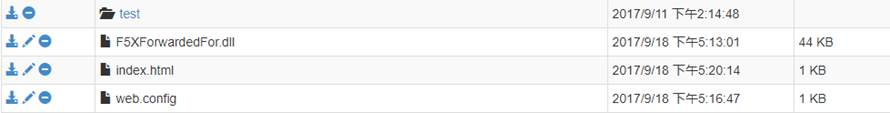 test 2017/9/11 下午2:14:48
F5XForwardedFor.dll 2017/9/18 下午5:13:01 44 KB
index.html 2017/9/18 下午5:20:14 1 KB
web.config 2017/9/18 下午5:16:47 1 KB